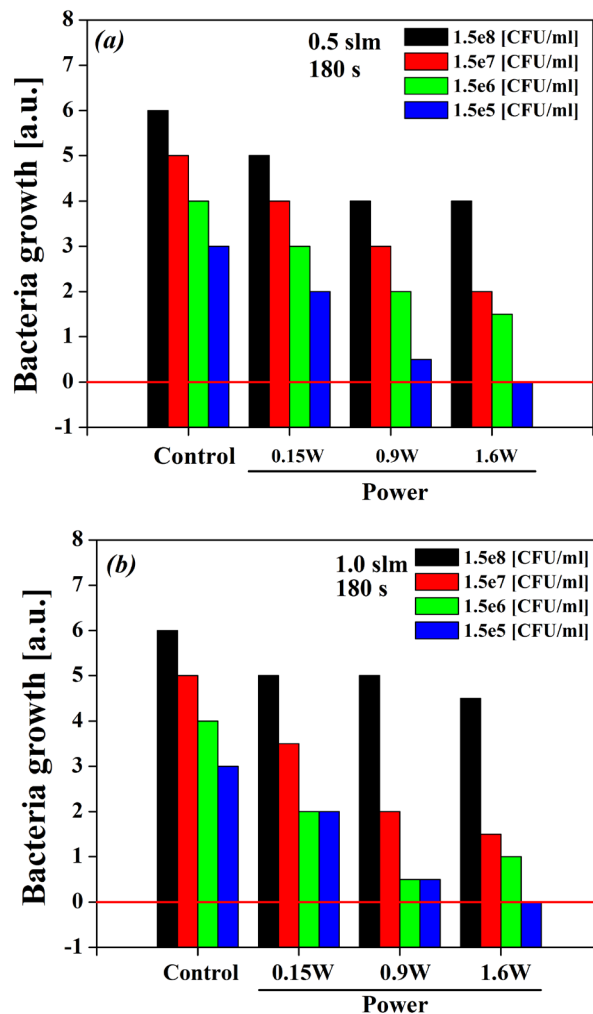 (a)
0.5 slm
180 s
1.5e8 [CFU/ml]
1.5e7 [CFU/ml]
1.5e6 [CFU/ml]
1.5e5 [CFU/ml]
Bacteria growth [a.u.]
8
7
6
5
4
3
2
1
0
-1
Control 0.15W 0.9W 1.6W
Power
(b)
1.0 slm
180 s
1.5e8 [CFU/ml]
1.5e7 [CFU/ml]
1.5e6 [CFU/ml]
1.5e5 [CFU/ml]
Bacteria growth [a.u.]
8
7
6
5
4
3
2
1
0
-1
Control 0.15W 0.9W 1.6W
Power